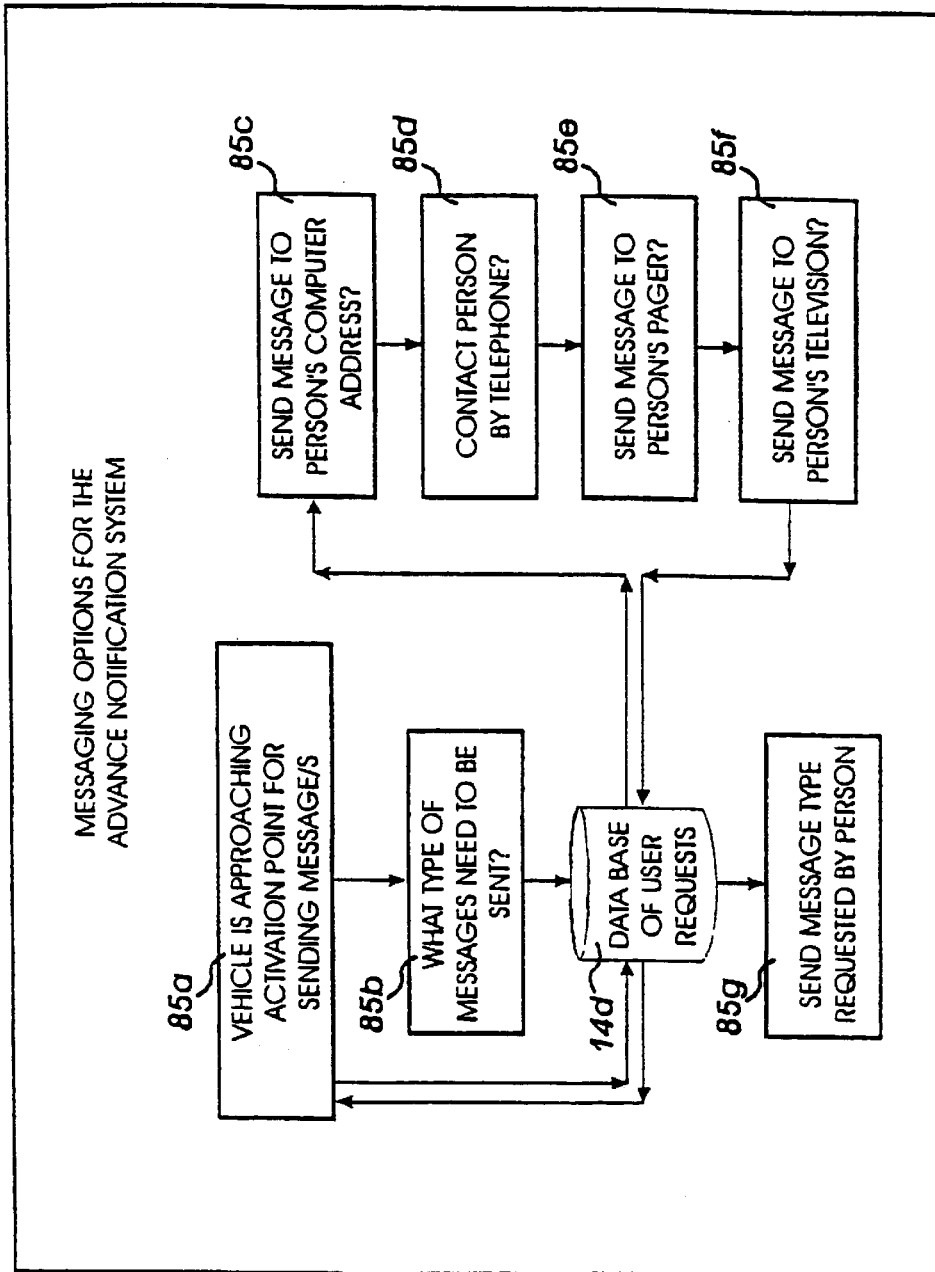 MESSAGING OPTIONS FOR THE
ADVANCE NOTIFICATION SYSTEM
85a
VEHICLE IS APPROACHING
ACTIVATION POINT FOR
SENDING MESSAGE/S
85b
WHAT TYPE OF
MESSAGES NEED TO BE
SENT?
14d
DATA BASE
OF USER
REQUESTS
85g
SEND MESSAGE TYPE
REQUESTED BY PERSON
85c
SEND MESSAGE TO
PERSON'S COMPUTER
ADDRESS?
85d
CONTACT PERSON
BY TELEPHONE?
85e
SEND MESSAGE TO
PERSON'S PAGER?
85f
SEND MESSAGE TO
PERSON'S TELEVISION?